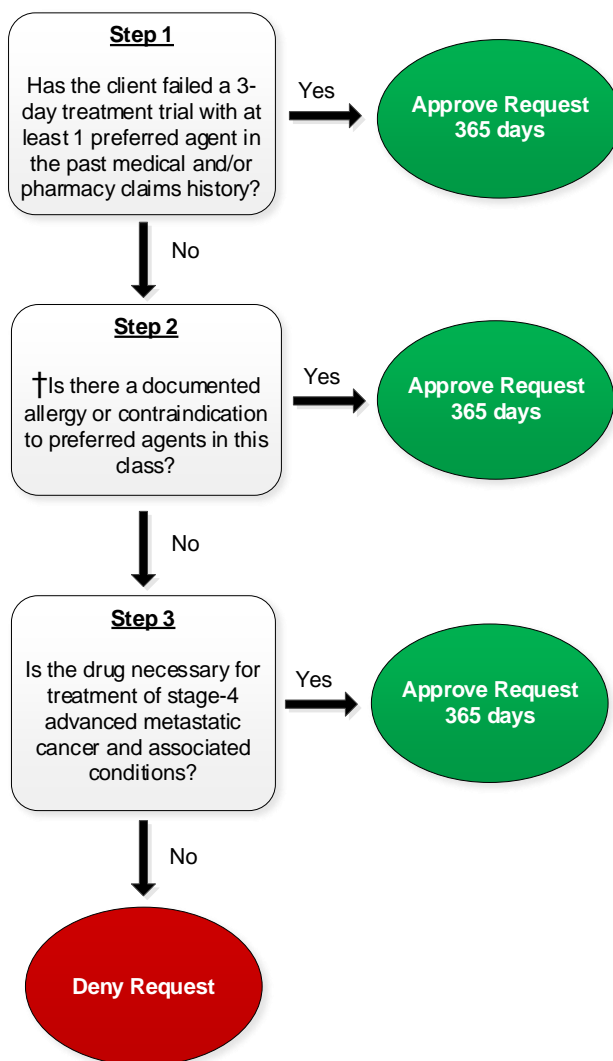 Step 1
Has the client failed a 3-
day treatment trial with at
least 1 preferred agent in
the past medical and/or
pharmacy claims history?
Yes
Approve Request
365 days
No
Step 2
†Is there a documented
allergy or contraindication
to preferred agents in this
class?
Yes
Approve Request
365 days
No
Step 3
Is the drug necessary for
treatment of stage-4
advanced metastatic
cancer and associated
conditions?
Yes
Approve Request
365 days
No
Deny Request